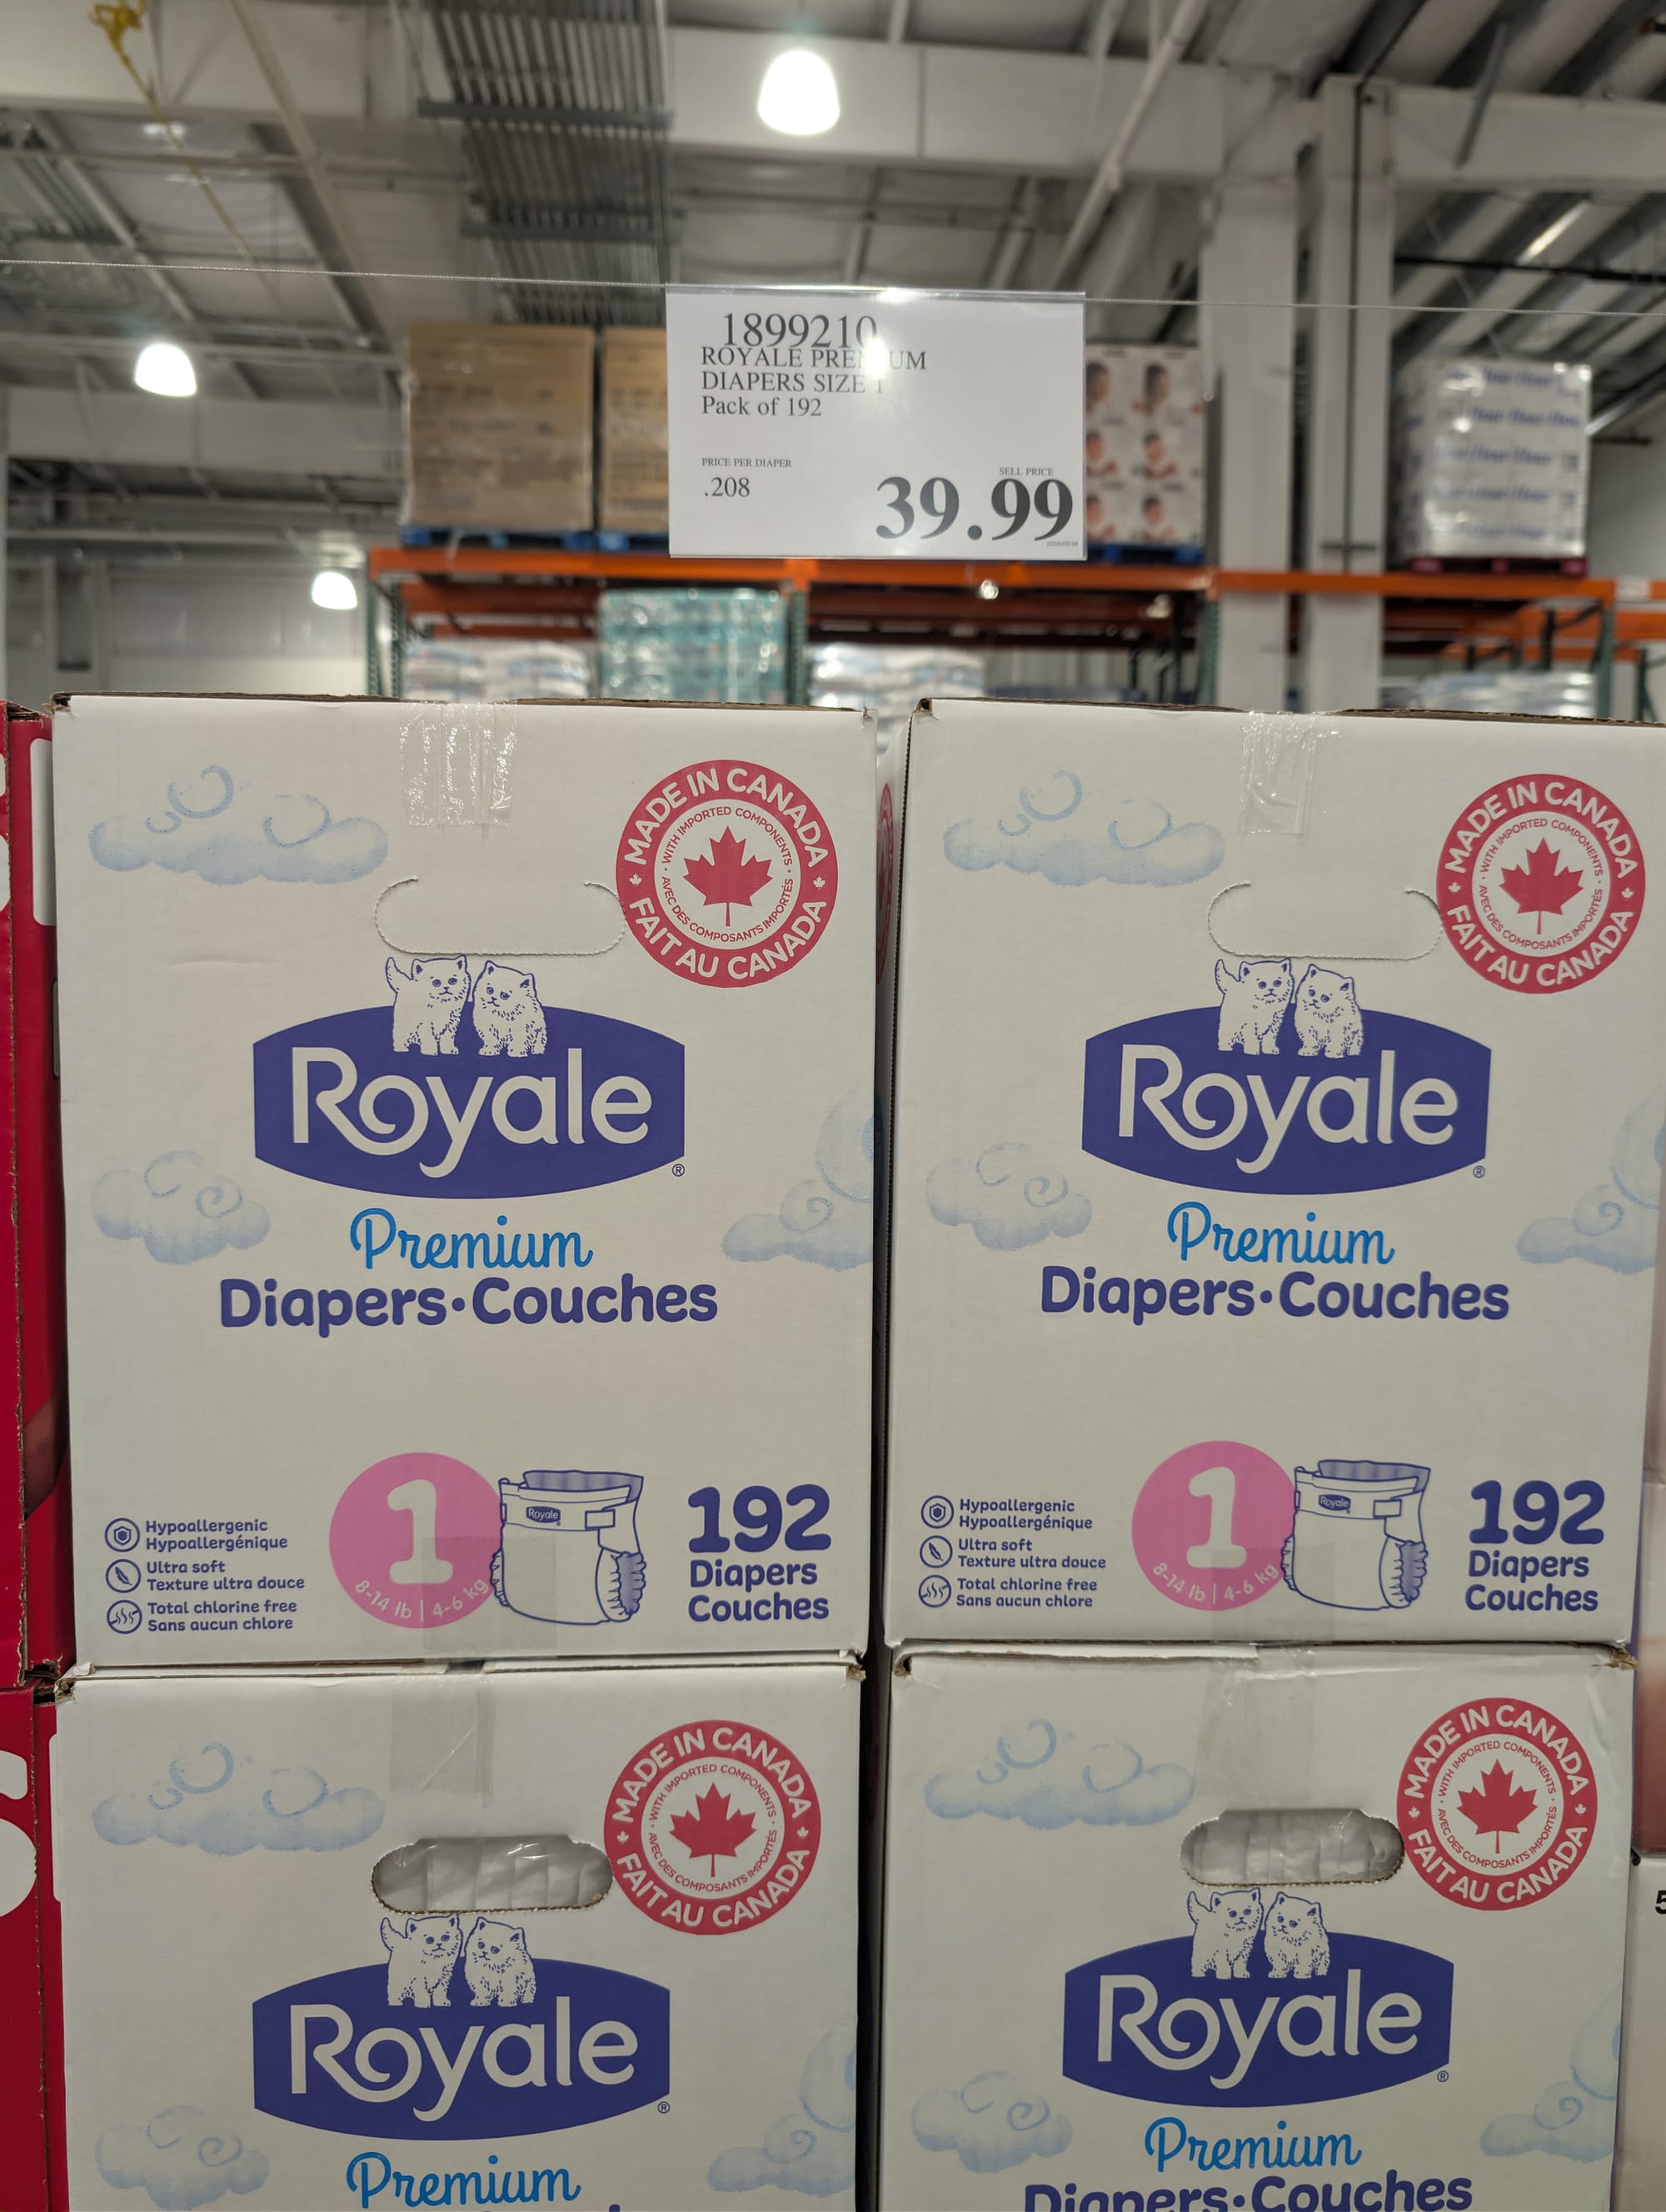 1899210
ROYALE PREMIUM
DIAPERS SIZE 1
Pack of 192
PRICE PER DIAPER
.208
SELL PRICE
39.99
MADE IN CANADA
WITH IMPORTED COMPONENTS
AVEC DES COMPOSANTS IMPORTÉS
FAIT AU CANADA
Royale®
Premium
Diapers•Couches
Hypoallergenic
Hypoallergénique
Ultra soft
Texture ultra douce
Total chlorine free
Sans aucun chlore
1
8-14 lb | 4-6 kg
Royale
192
Diapers
Couches
MADE IN CANADA
WITH IMPORTED COMPONENTS
AVEC DES COMPOSANTS IMPORTÉS
FAIT AU CANADA
Royale®
Premium
Diapers•Couches
Hypoallergenic
Hypoallergénique
Ultra soft
Texture ultra douce
Total chlorine free
Sans aucun chlore
1
8-14 lb | 4-6 kg
Royale
192
Diapers
Couches
MADE IN CANADA
WITH IMPORTED COMPONENTS
AVEC DES COMPOSANTS IMPORTÉS
FAIT AU CANADA
Royale®
Premium
MADE IN CANADA
WITH IMPORTED COMPONENTS
AVEC DES COMPOSANTS IMPORTÉS
FAIT AU CANADA
Royale®
Premium
Diapers•Couches
5